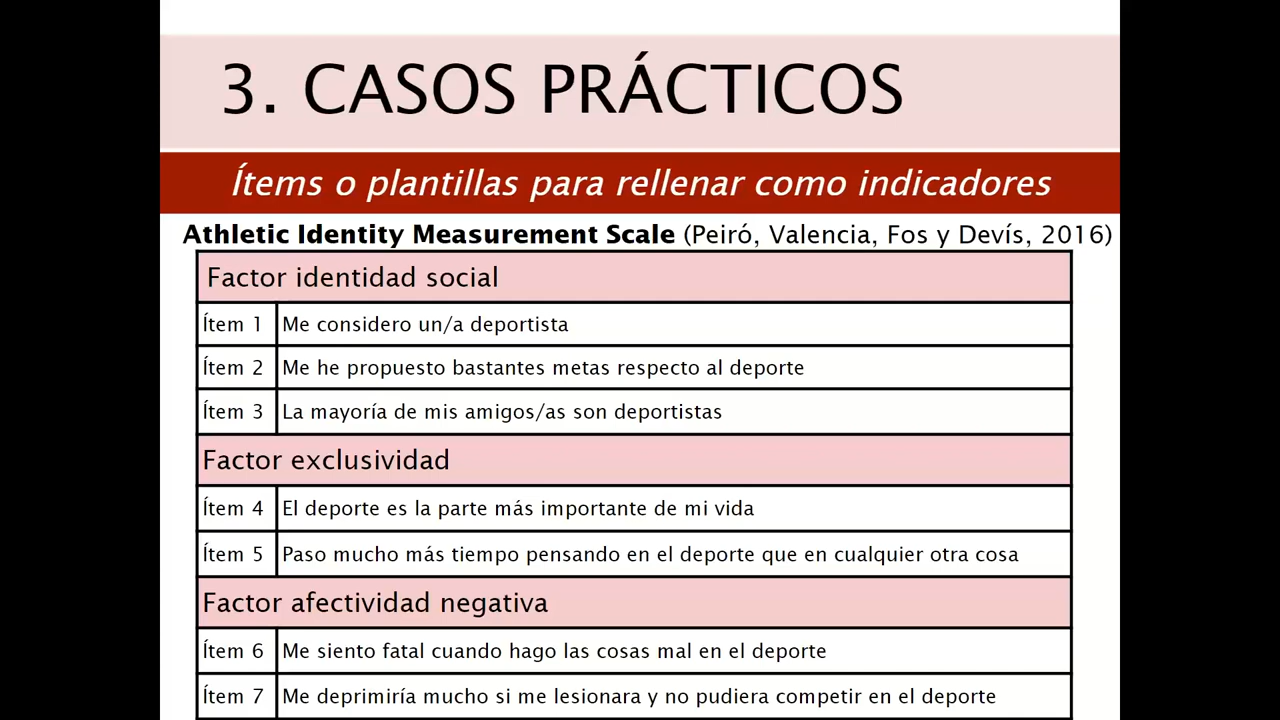 3. CASOS PRÁCTICOS
Ítems o plantillas para rellenar como indicadores
Athletic Identity Measurement Scale (Peiró, Valencia, Fos y Devís, 2016)
Factor identidad social
Ítem 1 Me considero un/a deportista
Ítem 2 Me he propuesto bastantes metas respecto al deporte
Ítem 3 La mayoría de mis amigos/as son deportistas
Factor exclusividad
Ítem 4 El deporte es la parte más importante de mi vida
Ítem 5 Paso mucho más tiempo pensando en el deporte que en cualquier otra cosa
Factor afectividad negativa
Ítem 6 Me siento fatal cuando hago las cosas mal en el deporte
Ítem 7 Me deprimiría mucho si me lesionara y no pudiera competir en el deporte